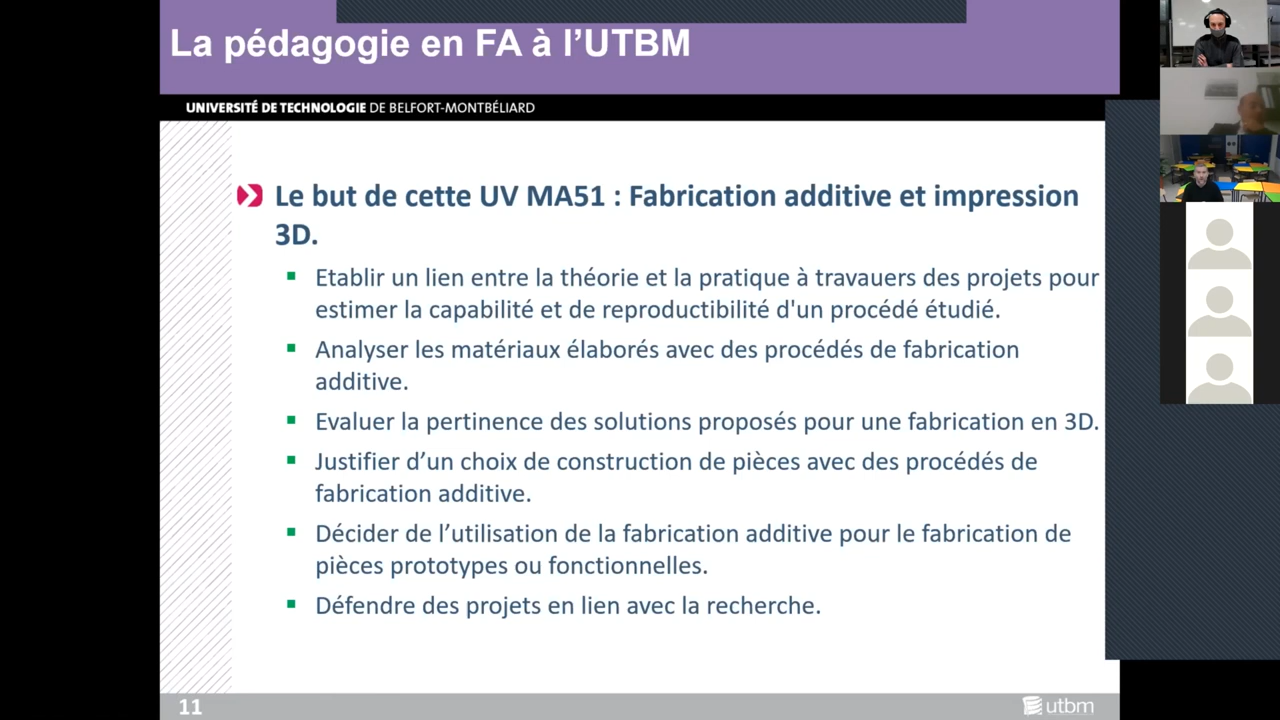 La pédagogie en FA à l’UTBM
UNIVERSITÉ DE TECHNOLOGIE DE BELFORT-MONTBÉLIARD
Le but de cette UV MA51 : Fabrication additive et impression
3D.
Etablir un lien entre la théorie et la pratique à travauers des projets pour
estimer la capabilité et de reproductibilité d'un procédé étudié.
Analyser les matériaux élaborés avec des procédés de fabrication
additive.
Evaluer la pertinence des solutions proposés pour une fabrication en 3D.
Justifier d’un choix de construction de pièces avec des procédés de
fabrication additive.
Décider de l’utilisation de la fabrication additive pour le fabrication de
pièces prototypes ou fonctionnelles.
Défendre des projets en lien avec la recherche.
11
utbm